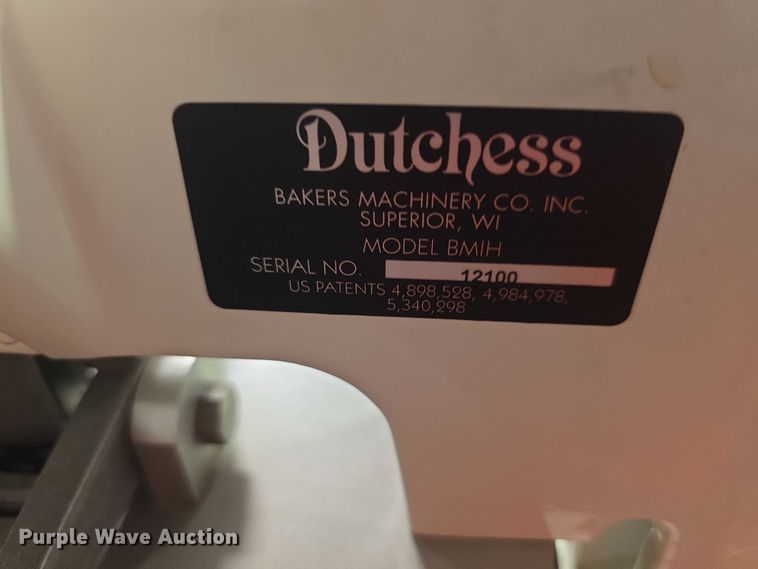 Dutchess
BAKERS MACHINERY CO. INC.
SUPERIOR, WI
MODEL BMIH
SERIAL NO. 12100
US PATENTS 4,898,528, 4,984,978,
5,340,298
Purple Wave Auction